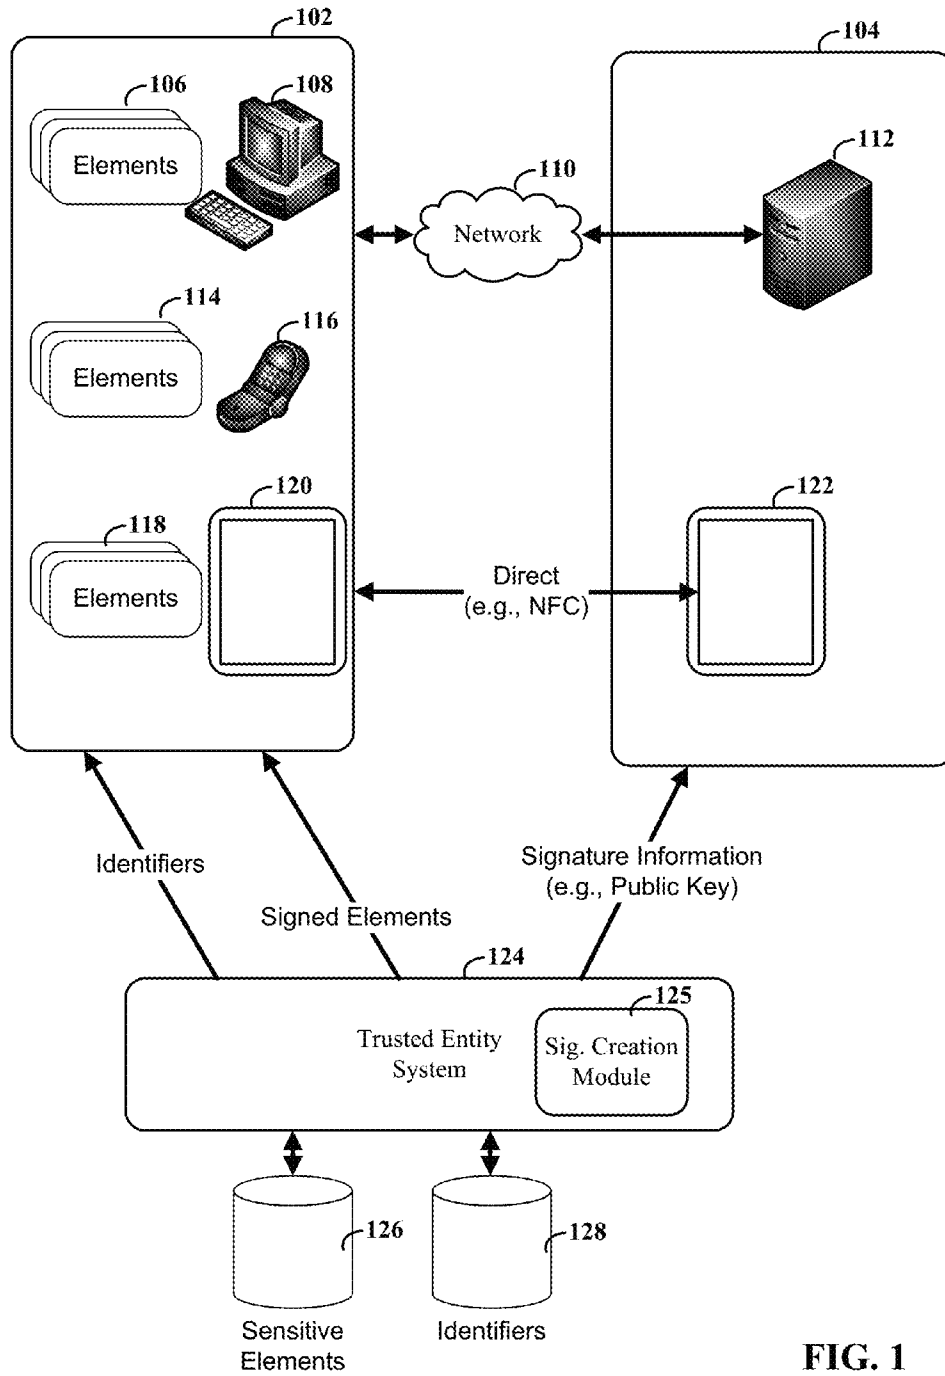 102
104
106
108
Elements
110
Network
112
114
116
Elements
118
120
Elements
122
Direct
(e.g., NFC)
Identifiers
Signed Elements
Signature Information
(e.g., Public Key)
124
Trusted Entity
System
125
Sig. Creation
Module
126
128
Sensitive
Elements
Identifiers
FIG. 1